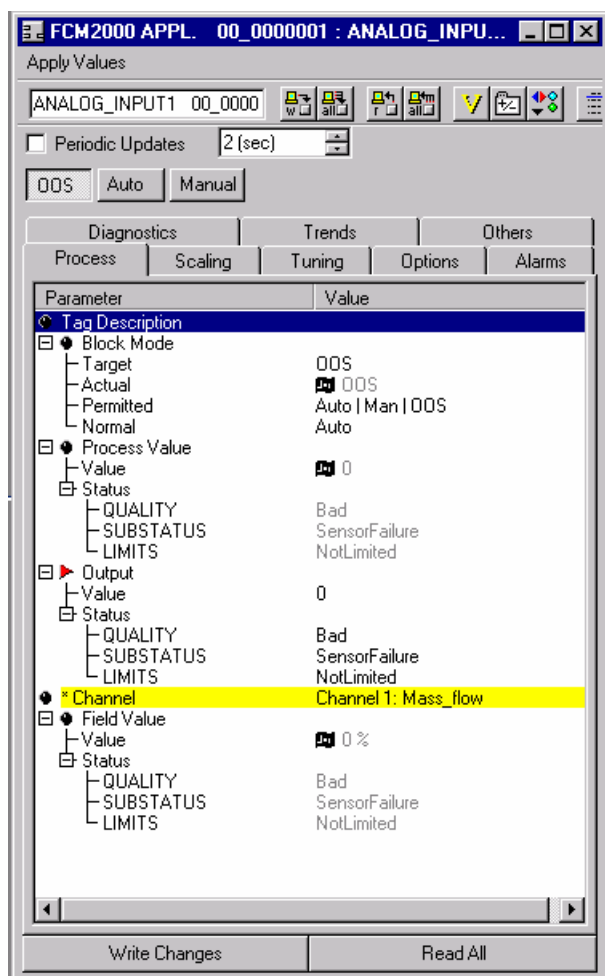 FCM2000 APPL. 00_0000001 : ANALOG_INPU...
Apply Values
ANALOG_INPUT1 00_0000 w all r all V
Periodic Updates 2 (sec)
OOS Auto Manual
Diagnostics Trends Others
Process Scaling Tuning Options Alarms
Parameter Value
Tag Description
Block Mode
Target OOS
Actual OOS
Permitted Auto | Man | OOS
Normal Auto
Process Value
Value 0
Status
QUALITY Bad
SUBSTATUS SensorFailure
LIMITS NotLimited
Output
Value 0
Status
QUALITY Bad
SUBSTATUS SensorFailure
LIMITS NotLimited
* Channel Channel 1: Mass_flow
Field Value
Value 0 %
Status
QUALITY Bad
SUBSTATUS SensorFailure
LIMITS NotLimited
Write Changes Read All